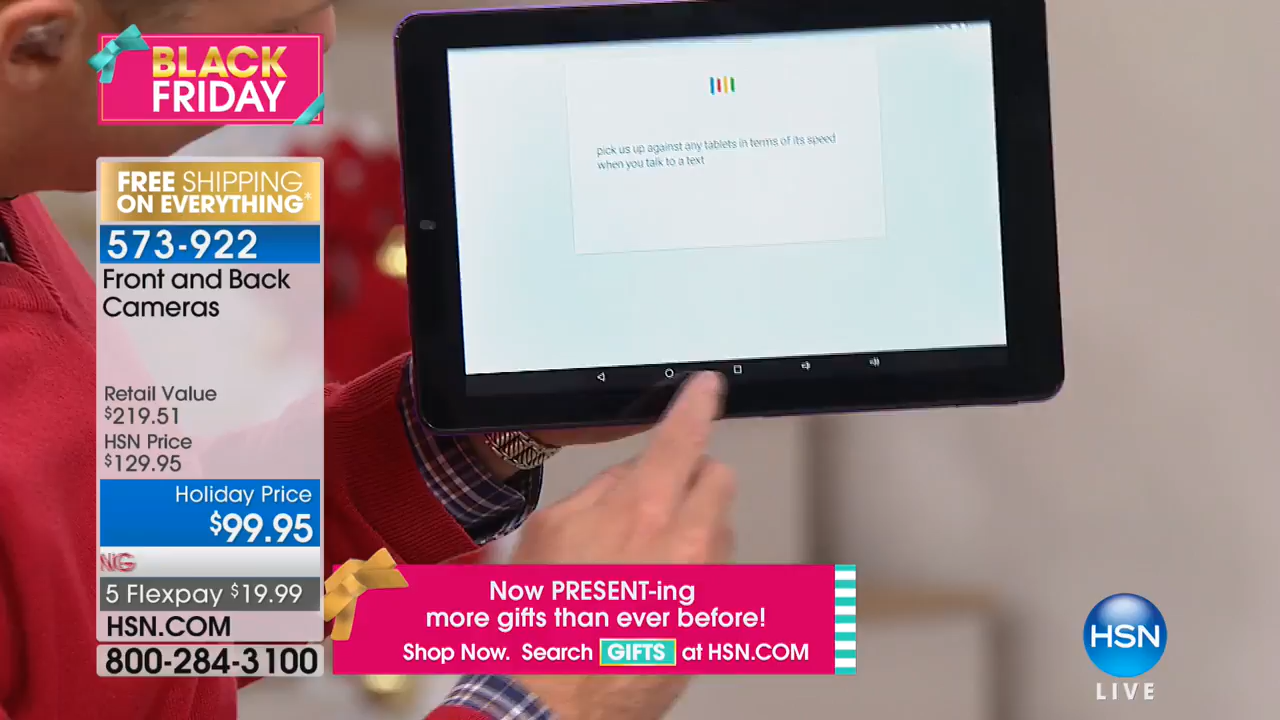 BLACK
FRIDAY
FREE SHIPPING
ON EVERYTHING*
573-922
Front and Back
Cameras
Retail Value
$219.51
HSN Price
$129.95
Holiday Price
$99.95
5 Flexpay $19.99
HSN.COM
800-284-3100
pick us up against any tablets in terms of its speed
when you talk to a text
Now PRESENT-ing
more gifts than ever before!
Shop Now. Search GIFTS at HSN.COM
HSN
LIVE